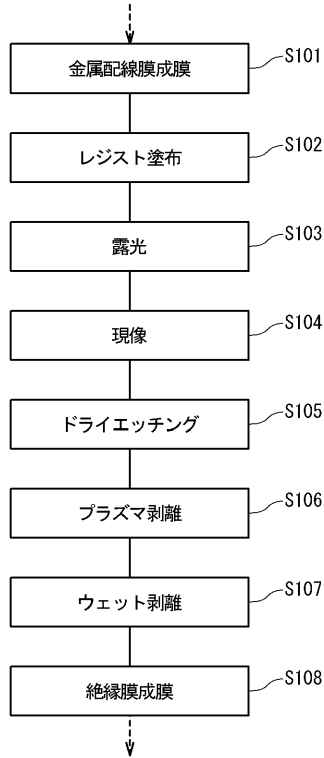 金属配線膜成膜 S101
レジスト塗布 S102
露光 S103
現像 S104
ドライエッチング S105
プラズマ剥離 S106
ウェット剥離 S107
絶縁膜成膜 S108